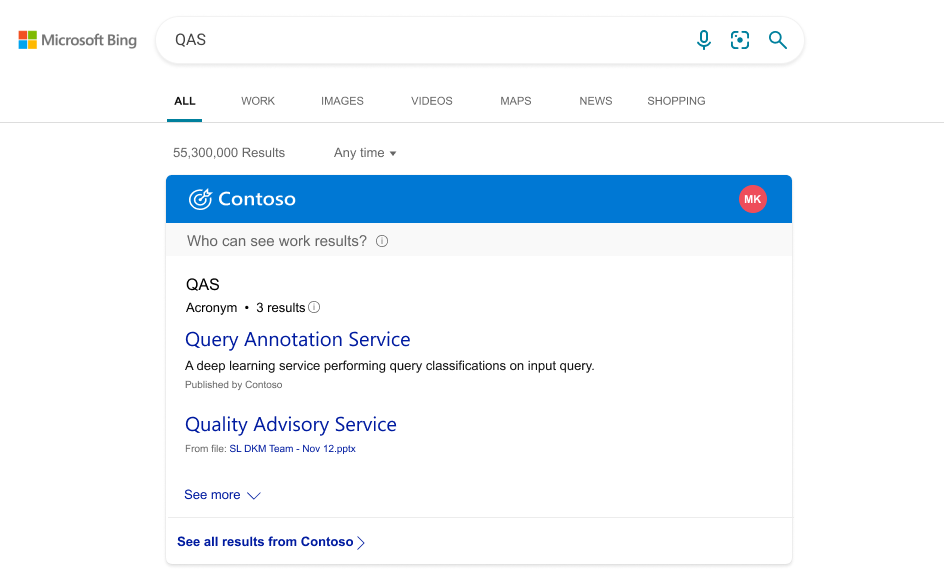 Microsoft Bing QAS
ALL WORK IMAGES VIDEOS MAPS NEWS SHOPPING
55,300,000 Results Any time
Contoso MK
Who can see work results?
QAS
Acronym • 3 results
Query Annotation Service
A deep learning service performing query classifications on input query.
Published by Contoso
Quality Advisory Service
From file: SL DKM Team - Nov 12.pptx
See more
See all results from Contoso